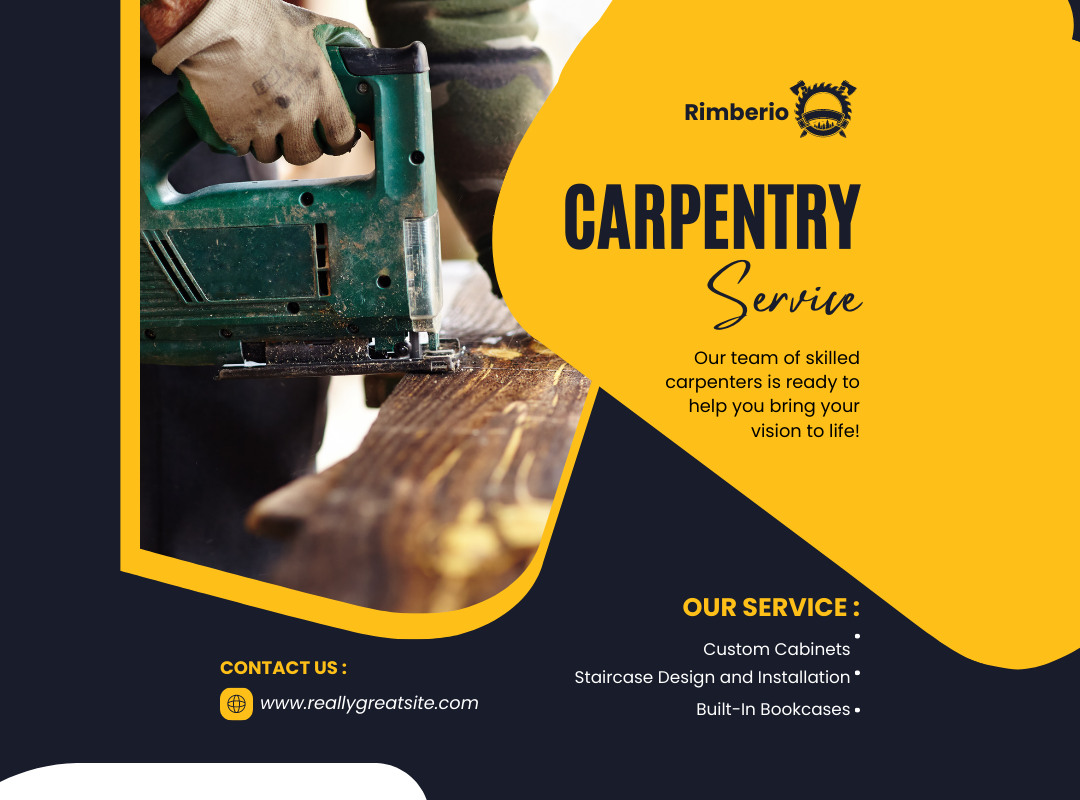 Rimberio
CARPENTRY
Service
Our team of skilled
carpenters is ready to
help you bring your
vision to life!
OUR SERVICE :
Custom Cabinets
Staircase Design and Installation
Built-In Bookcases
CONTACT US :
www.reallygreatsite.com